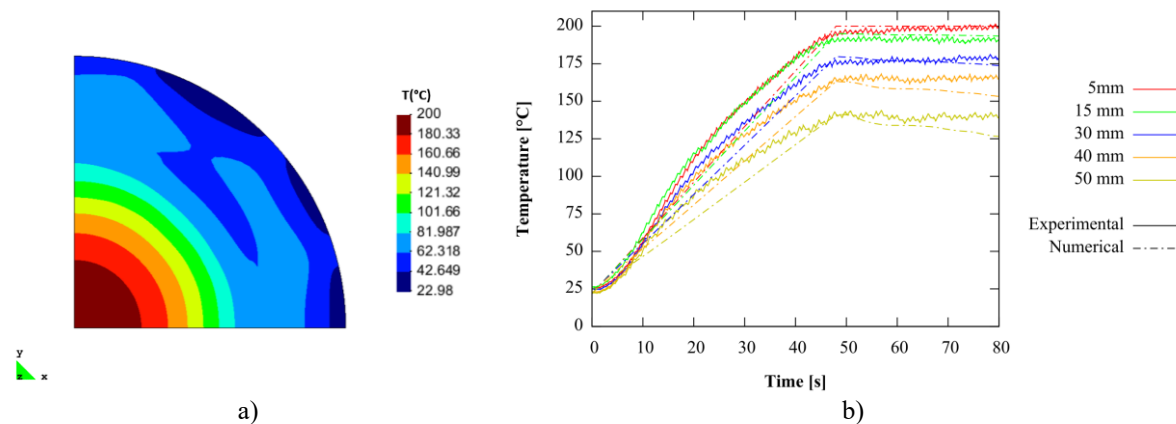 T(°C)
200
180.33
160.66
140.99
121.32
101.66
81.987
62.318
42.649
22.98
y
z x
a)
Temperature [°C]
200
175
150
125
100
75
50
25
0
0 10 20 30 40 50 60 70 80
Time [s]
5mm
15 mm
30 mm
40 mm
50 mm
Experimental
Numerical
b)